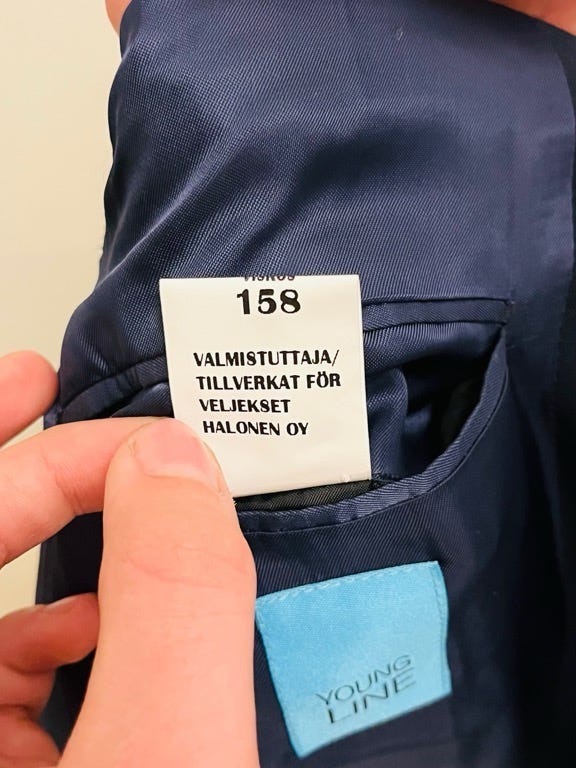 158
VALMISTUTTAJA/
TILLVERKAT FÖR
VELJEKSET
HALONEN OY
YOUNG
LINE